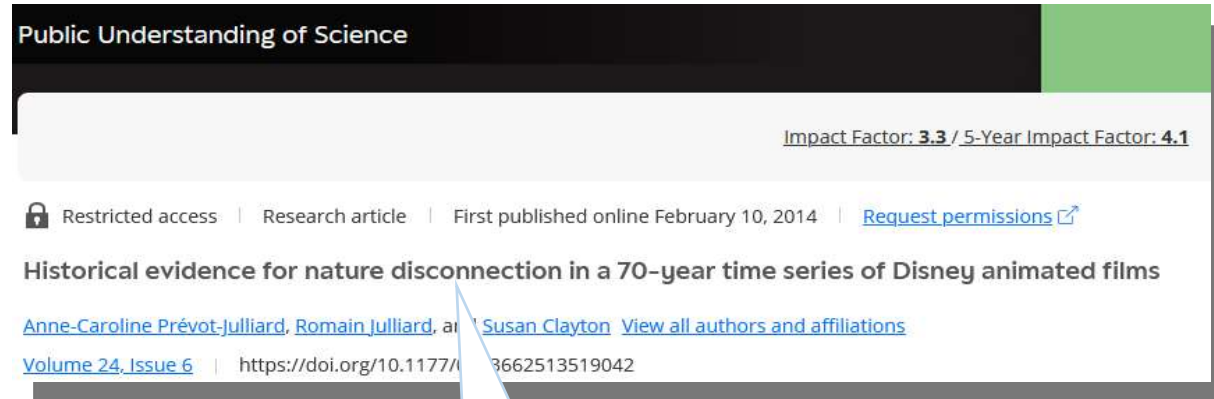 Public Understanding of Science
Impact Factor: 3.3 / 5-Year Impact Factor: 4.1
Restricted access | Research article | First published online February 10, 2014 | Request permissions
Historical evidence for nature disconnection in a 70-year time series of Disney animated films
Anne-Caroline Prévot-Julliard, Romain Julliard, Susan Clayton View all authors and affiliations
Volume 24, Issue 6 | https://doi.org/10.1177/ 3662513519042